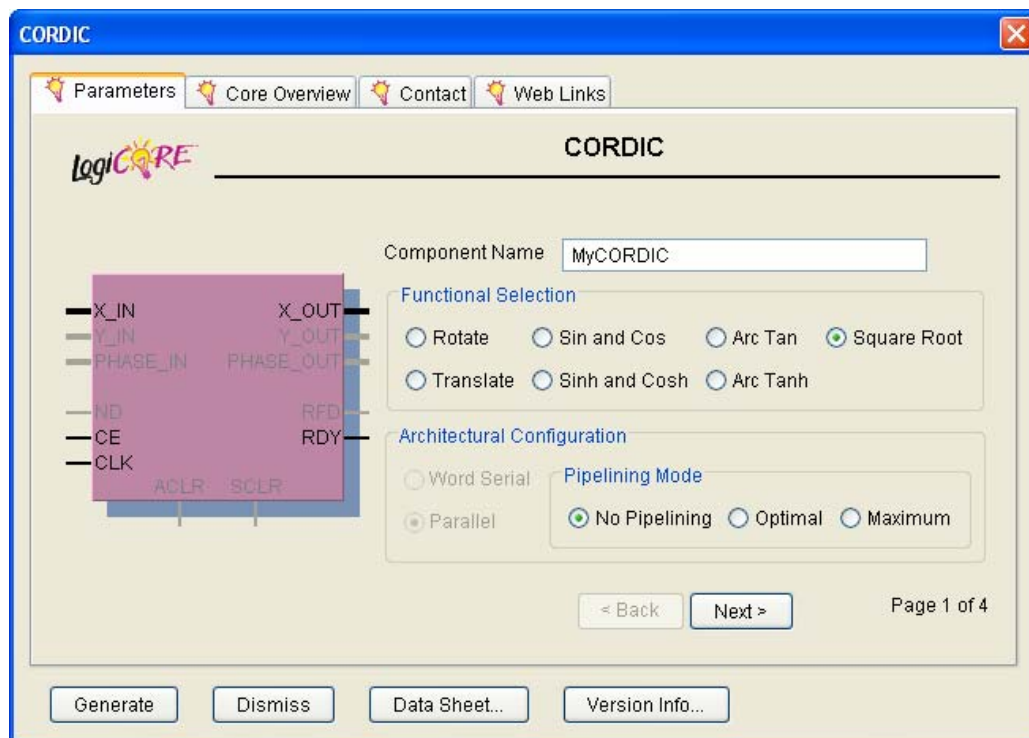 CORDIC
Parameters Core Overview Contact Web Links
LogiCORE
CORDIC
Component Name MyCORDIC
X_IN X_OUT
Y_IN Y_OUT
PHASE_IN PHASE_OUT
ND RFD
CE RDY
CLK
ACLR SCLR
Functional Selection
Rotate Sin and Cos Arc Tan Square Root
Translate Sinh and Cosh Arc Tanh
Architectural Configuration
Word Serial
Parallel
Pipelining Mode
No Pipelining Optimal Maximum
< Back Next > Page 1 of 4
Generate Dismiss Data Sheet... Version Info...